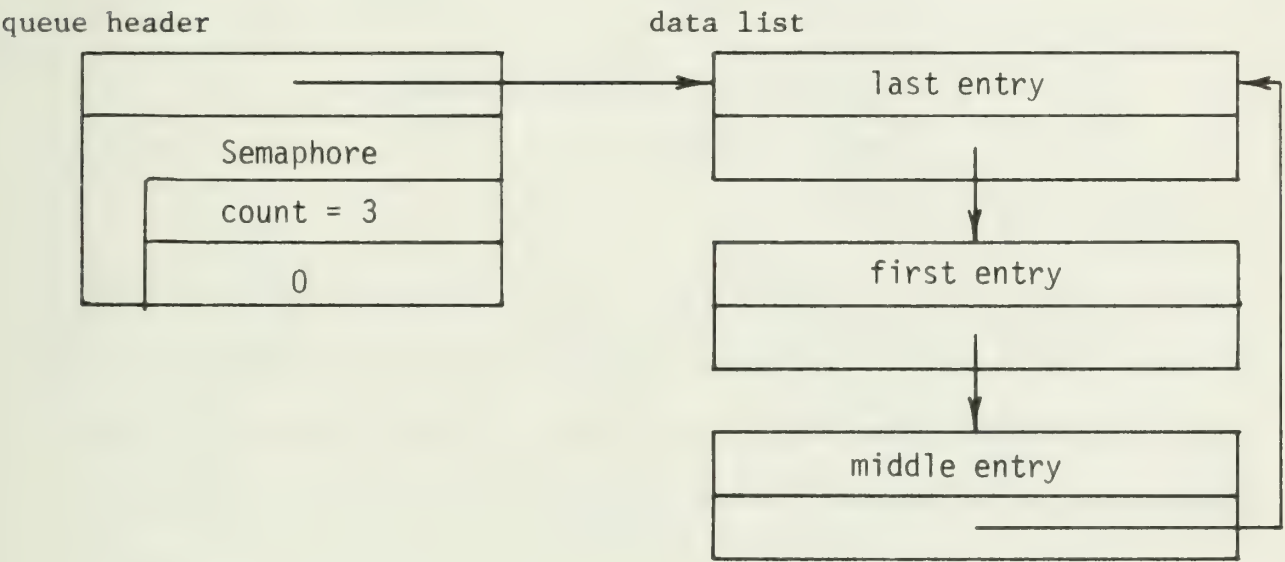 queue header
data list
last entry
Semaphore
count = 3
0
first entry
middle entry